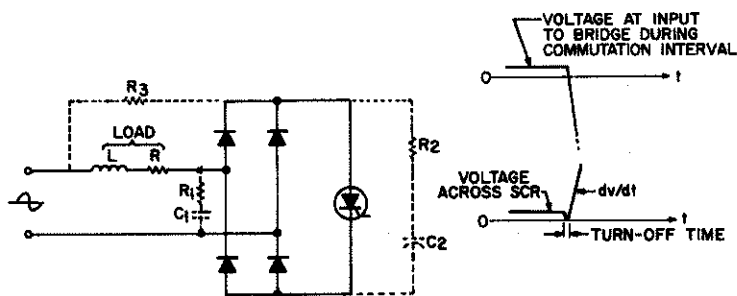 R3
LOAD
L R
R1
C1
R2
C2
VOLTAGE AT INPUT
TO BRIDGE DURING
COMMUTATION INTERVAL
0
t
VOLTAGE
ACROSS SCR
dv/dt
0
t
TURN-OFF TIME